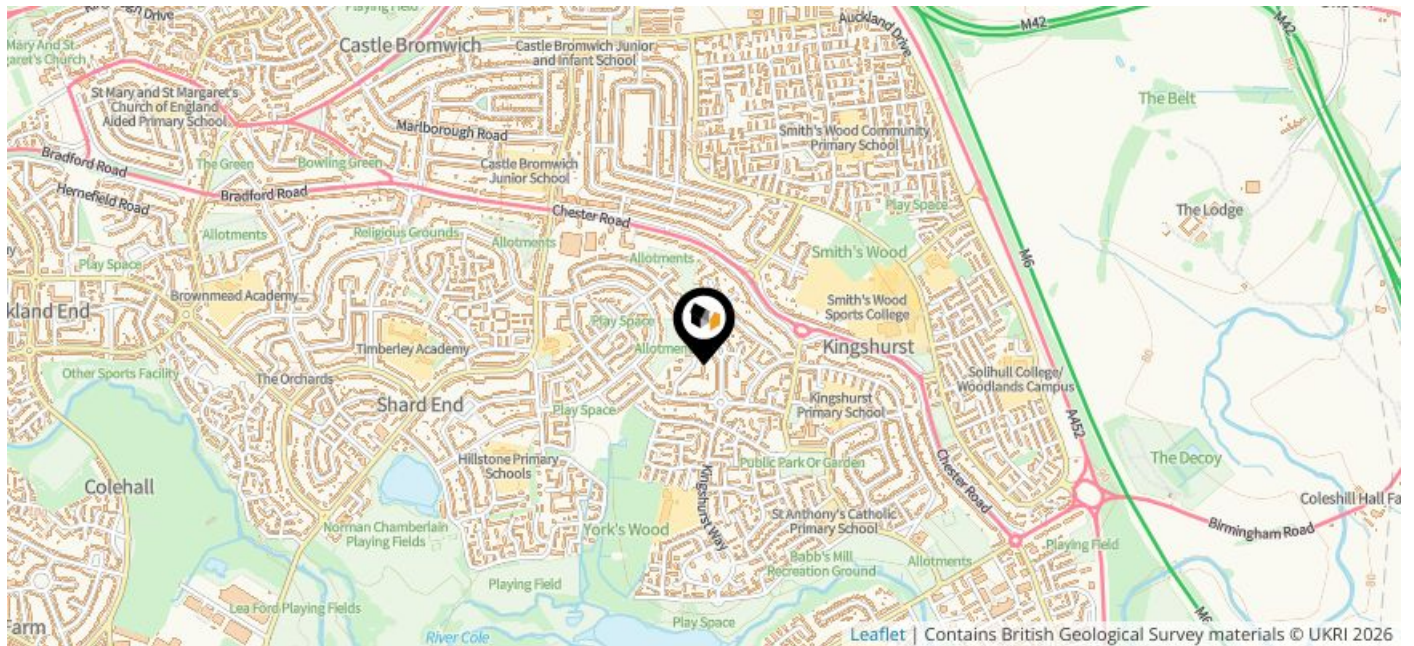 Playing Field
Auckland Drive
M42
M42
Castle Bromwich
Castle Bromwich Junior
and Infant School
Mary And St
garet's Church
St Mary and St Margaret's
Church of England
Aided Primary School
The Belt
Marlborough Road
Smith's Wood Community
Primary School
Bradford Road
The Green
Bowling Green
Castle Bromwich
Junior School
Hernefield Road
Bradford Road
Chester Road
Play Space
The Lodge
Allotments
Religious Grounds
Allotments
Allotments
Smith's Wood
M6
Play Space
Brownmead Academy
kland End
Play Space
Smith's Wood
Sports College
Timberley Academy
Allotments
Kingshurst
Other Sports Facility
The Orchards
Solihull College/
Woodlands Campus
Shard End
Play Space
Kingshurst
Primary School
A452
Hillstone Primary
Schools
Public Park Or Garden
The Decoy
Colehall
Kingshurst Way
Chester Road
Coleshill Hall Fa
St Anthony's Catholic
Primary School
Norman Chamberlain
Playing Fields
York's Wood
Birmingham Road
Babb's Mill
Recreation Ground
Allotments
Playing Field
Playing Field
80
Lea Ford Playing Fields
Farm
River Cole
Play Space
M6
Leaflet | Contains British Geological Survey materials © UKRI 2026